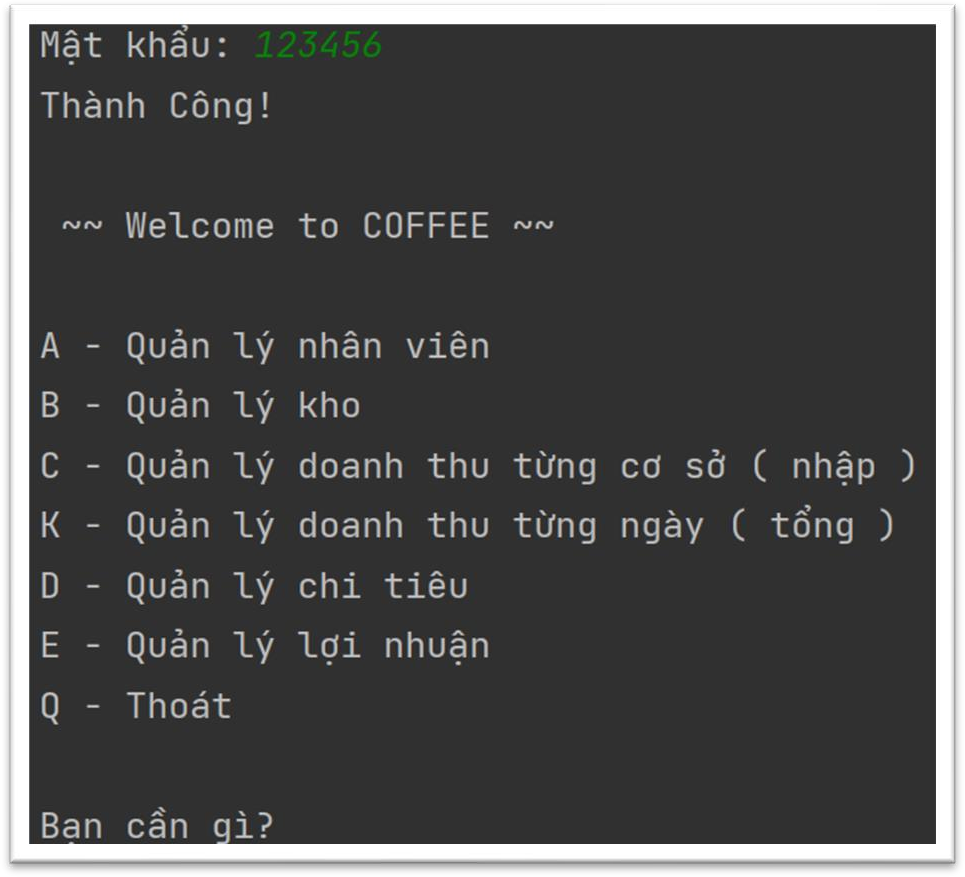 Mật khẩu: 123456
Thành Công!
~~ Welcome to COFFEE ~~
A - Quản lý nhân viên
B - Quản lý kho
C - Quản lý doanh thu từng cơ sở ( nhập )
K - Quản lý doanh thu từng ngày ( tổng )
D - Quản lý chi tiêu
E - Quản lý lợi nhuận
Q - Thoát
Bạn cần gì?